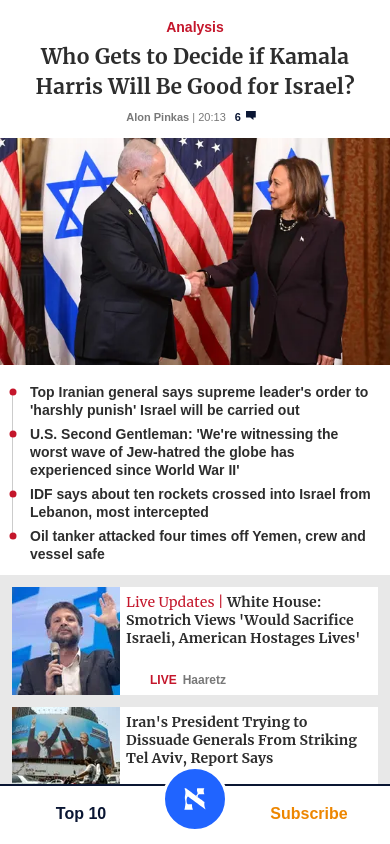 Analysis
Who Gets to Decide if Kamala
Harris Will Be Good for Israel?
Alon Pinkas | 20:13 6
Top Iranian general says supreme leader's order to
'harshly punish' Israel will be carried out
U.S. Second Gentleman: 'We're witnessing the
worst wave of Jew-hatred the globe has
experienced since World War II'
IDF says about ten rockets crossed into Israel from
Lebanon, most intercepted
Oil tanker attacked four times off Yemen, crew and
vessel safe
Live Updates | White House:
Smotrich Views 'Would Sacrifice
Israeli, American Hostages Lives'
LIVE Haaretz
Iran's President Trying to
Dissuade Generals From Striking
Tel Aviv, Report Says
Top 10
א
Subscribe